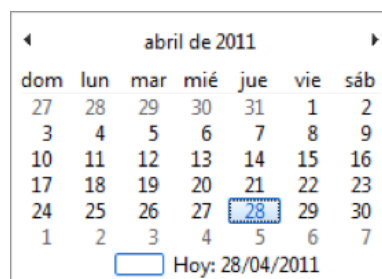 abril de 2011
dom lun mar mié jue vie sáb
27 28 29 30 31 1 2
3 4 5 6 7 8 9
10 11 12 13 14 15 16
17 18 19 20 21 22 23
24 25 26 27 28 29 30
1 2 3 4 5 6 7
Hoy: 28/04/2011